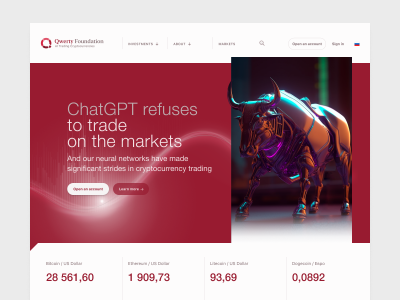 Qwerty Foundation
of Trading Cryptocurrencies
INVESTMENTS
ABOUT
MARKETS
Open an account
Sign in
ChatGPT refuses
to trade
on the markets
And our neural networks have made
significant strides in cryptocurrency trading
Open an account
Learn more
Bitcoin / US Dollar
28 561,60
Ethereum / US Dollar
1 909,73
Litecoin / US Dollar
93,69
Dogecoin / Expo
0,0892